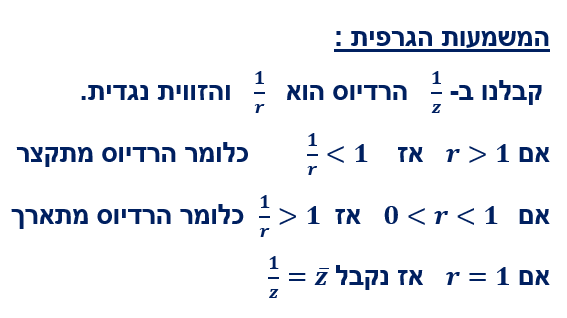 המשמעות הגרפית :
קבלנו ב- 1/z הרדיוס הוא 1/r והזווית נגדית.
אם r > 1 אז 1/r < 1 כלומר הרדיוס מתקצר
אם 0 < r < 1 אז 1/r > 1 כלומר הרדיוס מתארך
אם r = 1 אז נקבל 1/z = z̄